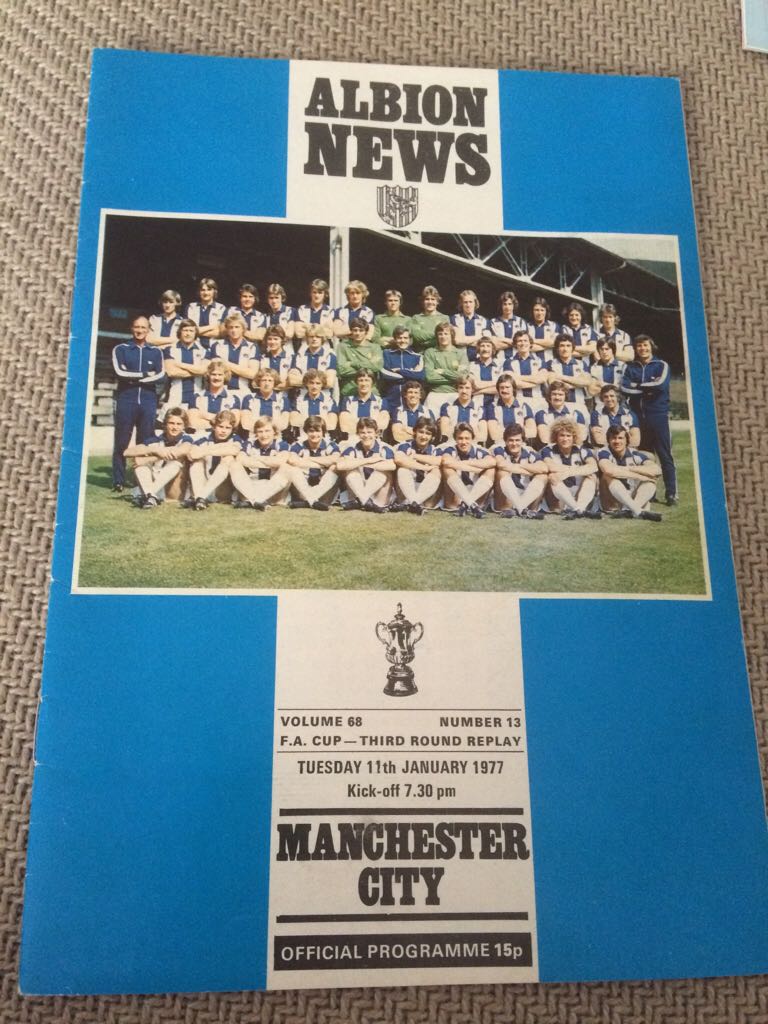 ALBION
NEWS
VOLUME 68 NUMBER 13
F.A. CUP — THIRD ROUND REPLAY
TUESDAY 11th JANUARY 1977
Kick-off 7.30 pm
MANCHESTER
CITY
OFFICIAL PROGRAMME 15p